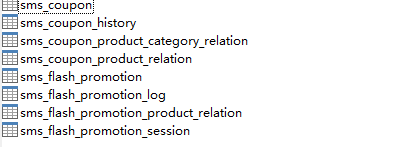 sms_coupon
sms_coupon_history
sms_coupon_product_category_relation
sms_coupon_product_relation
sms_flash_promotion
sms_flash_promotion_log
sms_flash_promotion_product_relation
sms_flash_promotion_session